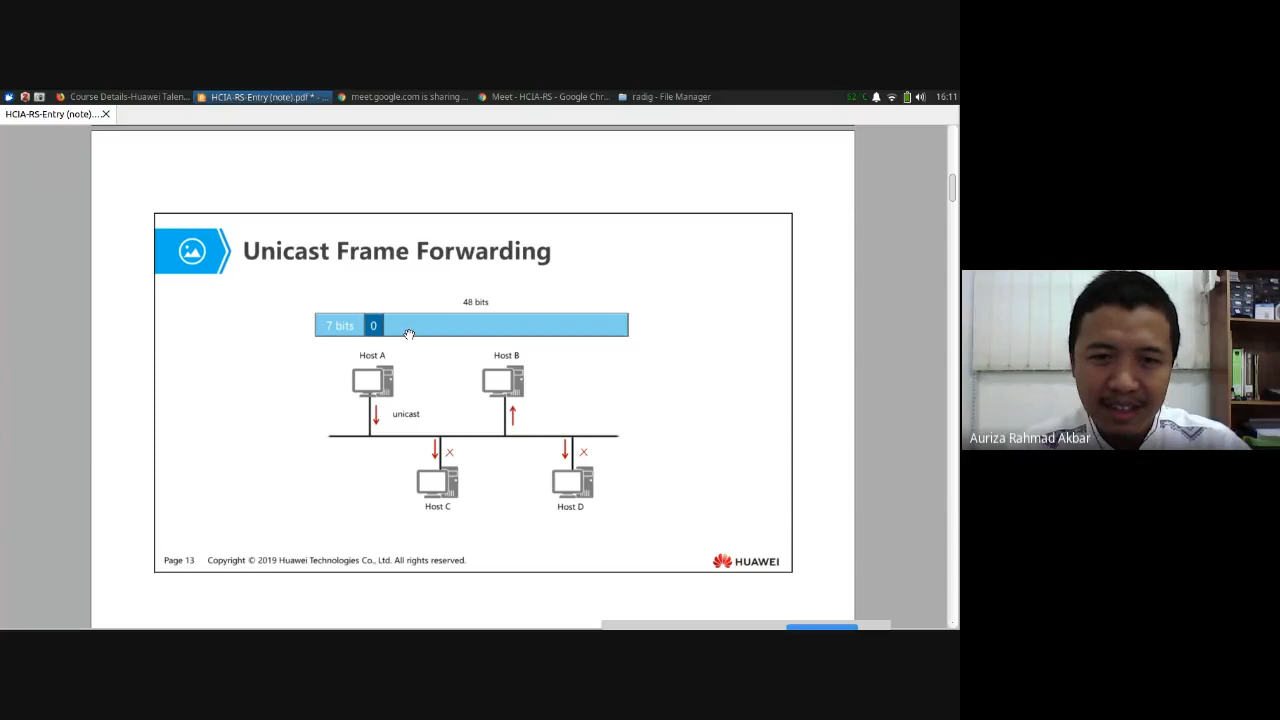 Course Details-Huawei Talen...
HCIA-RS-Entry (note).pdf * - ...
meet.google.com is sharing ...
Meet - HCIA-RS - Google Chr...
radig - File Manager
62°C
16:11
HCIA-RS-Entry (note)....
Unicast Frame Forwarding
48 bits
7 bits 0
Host A
Host B
unicast
Host C
Host D
Page 13 Copyright © 2019 Huawei Technologies Co., Ltd. All rights reserved.
HUAWEI
Auriza Rahmad Akbar